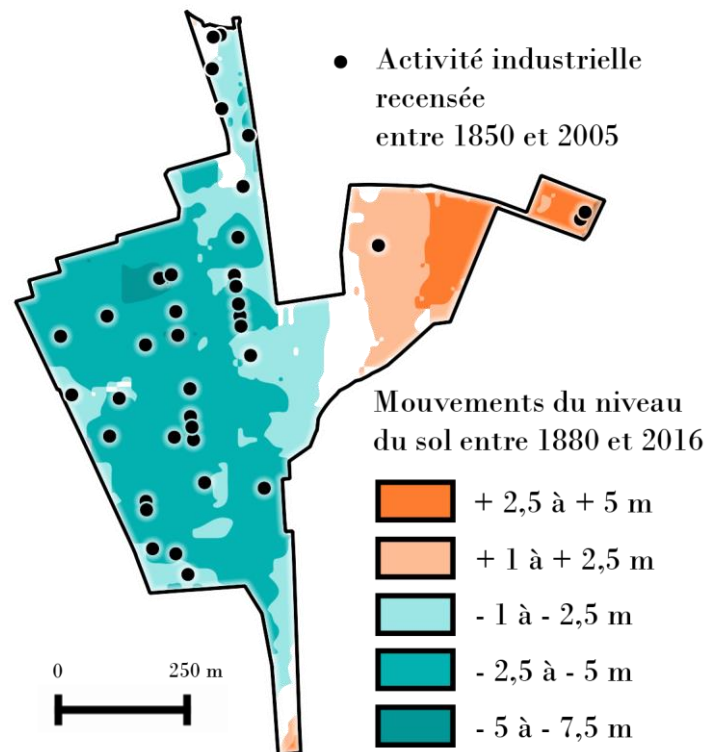 Activité industrielle
recensée
entre 1850 et 2005
Mouvements du niveau
du sol entre 1880 et 2016
+ 2,5 à + 5 m
+ 1 à + 2,5 m
- 1 à - 2,5 m
- 2,5 à - 5 m
- 5 à - 7,5 m
0 250 m